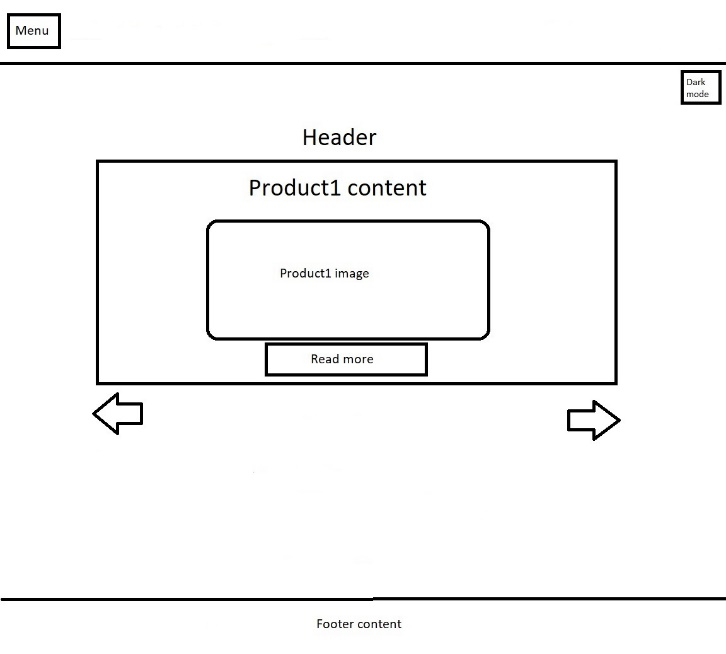 Menu
Dark
mode
Header
Product1 content
Product1 image
Read more
Footer content